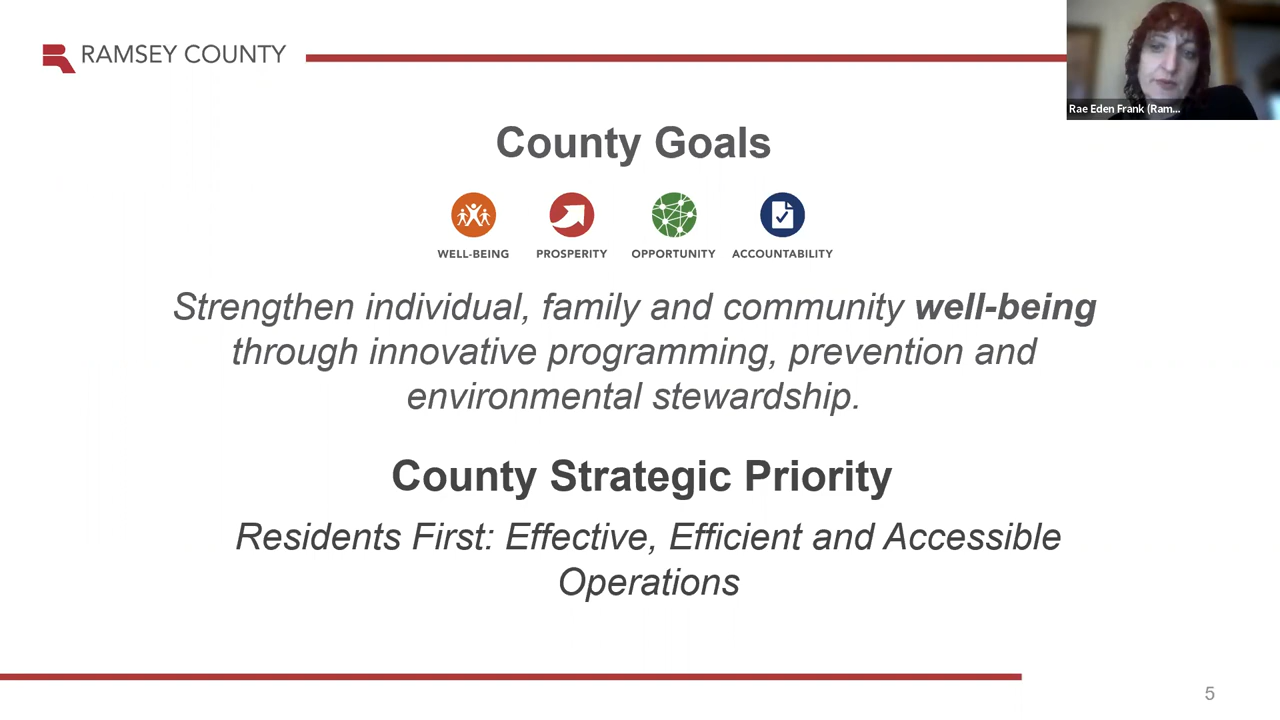 RAMSEY COUNTY
Rae Eden Frank (Ram...
County Goals
WELL-BEING PROSPERITY OPPORTUNITY ACCOUNTABILITY
Strengthen individual, family and community well-being
through innovative programming, prevention and
environmental stewardship.
County Strategic Priority
Residents First: Effective, Efficient and Accessible
Operations
5